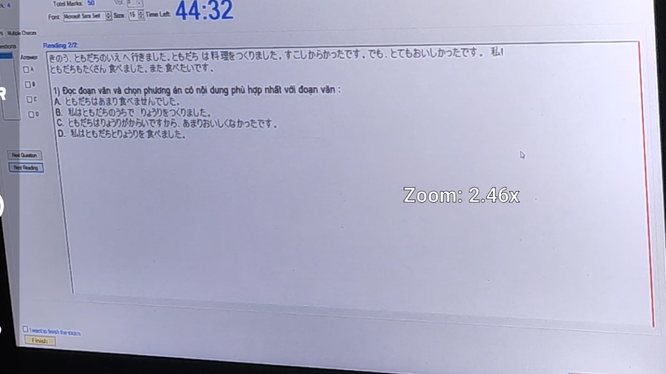 Total Marks: 50
Font: Microsoft Sans Serif Size: 15 Time Left: 44:32
Multiple Choices
Reading 2/2
Answer
A
B
C
D
きのう、ともだちのいえ へ 行きました。ともだち は 料 理をつくりました。すこしからかったです。でも、とてもおいしかったです。 私
ともだちもたくさん 食べました。また 食べたいです。
1) Đọc đoạn văn và chọn phương án có nội dung phù hợp nhất với đoạn văn :
A. ともだちはあまり 食べませんでした。
B. 私はともだちのうちで りょうりをつくりました。
C. ともだちはりょうりがからいですから、あまりおいしくなかったです。
D. 私はともだちとりょうりを 食べました。
Next Question
Next Reading
Zoom: 2.46x
I want to finish the exam.
Finish